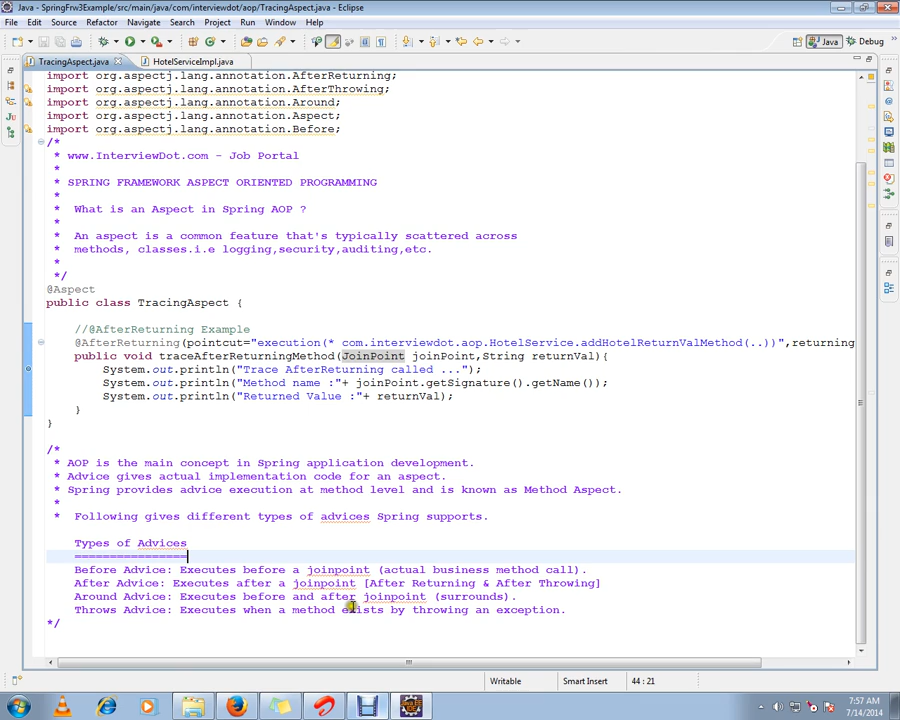 Java - SpringFrw3Example/src/main/java/com/interviewdot/aop/TracingAspect.java - Eclipse
File Edit Source Refactor Navigate Search Project Run Window Help
Java Debug
TracingAspect.java HotelServiceImpl.java
import org.aspectj.lang.annotation.AfterReturning;
import org.aspectj.lang.annotation.AfterThrowing;
import org.aspectj.lang.annotation.Around;
import org.aspectj.lang.annotation.Aspect;
import org.aspectj.lang.annotation.Before;
/*
* www.InterviewDot.com - Job Portal
*
* SPRING FRAMEWORK ASPECT ORIENTED PROGRAMMING
*
* What is an Aspect in Spring AOP ?
*
* An aspect is a common feature that's typically scattered across
* methods, classes.i.e logging,security,auditing,etc.
*
*/
@Aspect
public class TracingAspect {
//@AfterReturning Example
@AfterReturning(pointcut="execution(* com.interviewdot.aop.HotelService.addHotelReturnValMethod(..))",returning
public void traceAfterReturningMethod(JoinPoint joinPoint,String returnVal){
System.out.println("Trace AfterReturning called ...");
System.out.println("Method name :"+ joinPoint.getSignature().getName());
System.out.println("Returned Value :"+ returnVal);
}
}
/*
* AOP is the main concept in Spring application development.
* Advice gives actual implementation code for an aspect.
* Spring provides advice execution at method level and is known as Method Aspect.
*
* Following gives different types of advices Spring supports.
Types of Advices
=================
Before Advice: Executes before a joinpoint (actual business method call).
After Advice: Executes after a joinpoint [After Returning & After Throwing]
Around Advice: Executes before and after joinpoint (surrounds).
Throws Advice: Executes when a method exists by throwing an exception.
*/
Writable Smart Insert 44 : 21
7:57 AM
7/14/2014